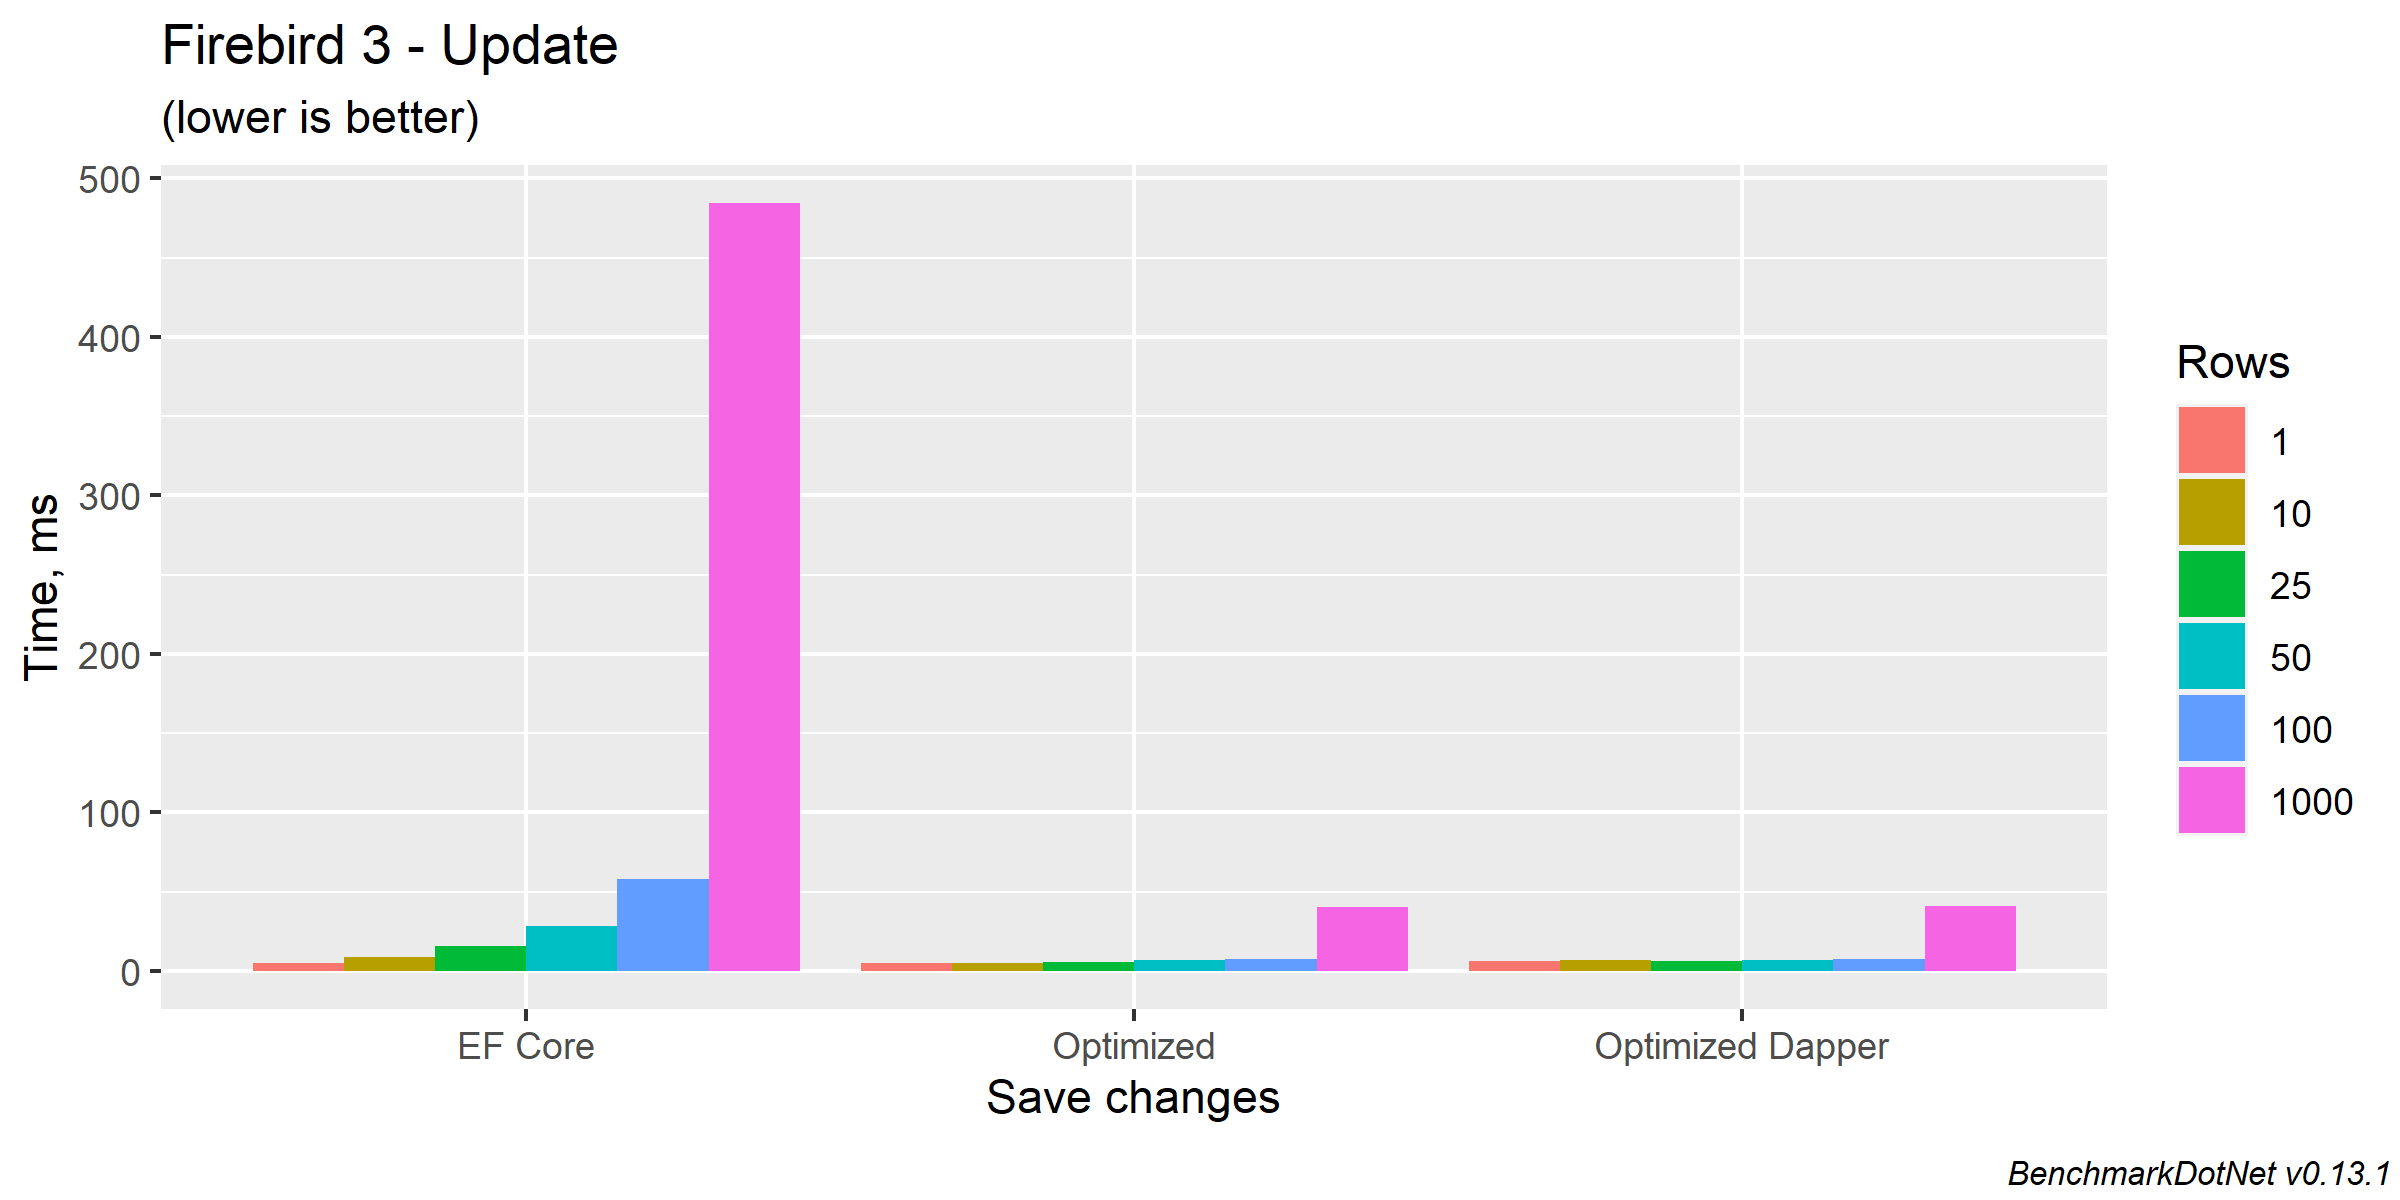 Firebird 3 - Update
(lower is better)
Time, ms
500
400
300
200
100
0
EF Core
Optimized
Optimized Dapper
Save changes
Rows
1
10
25
50
100
1000
BenchmarkDotNet v0.13.1